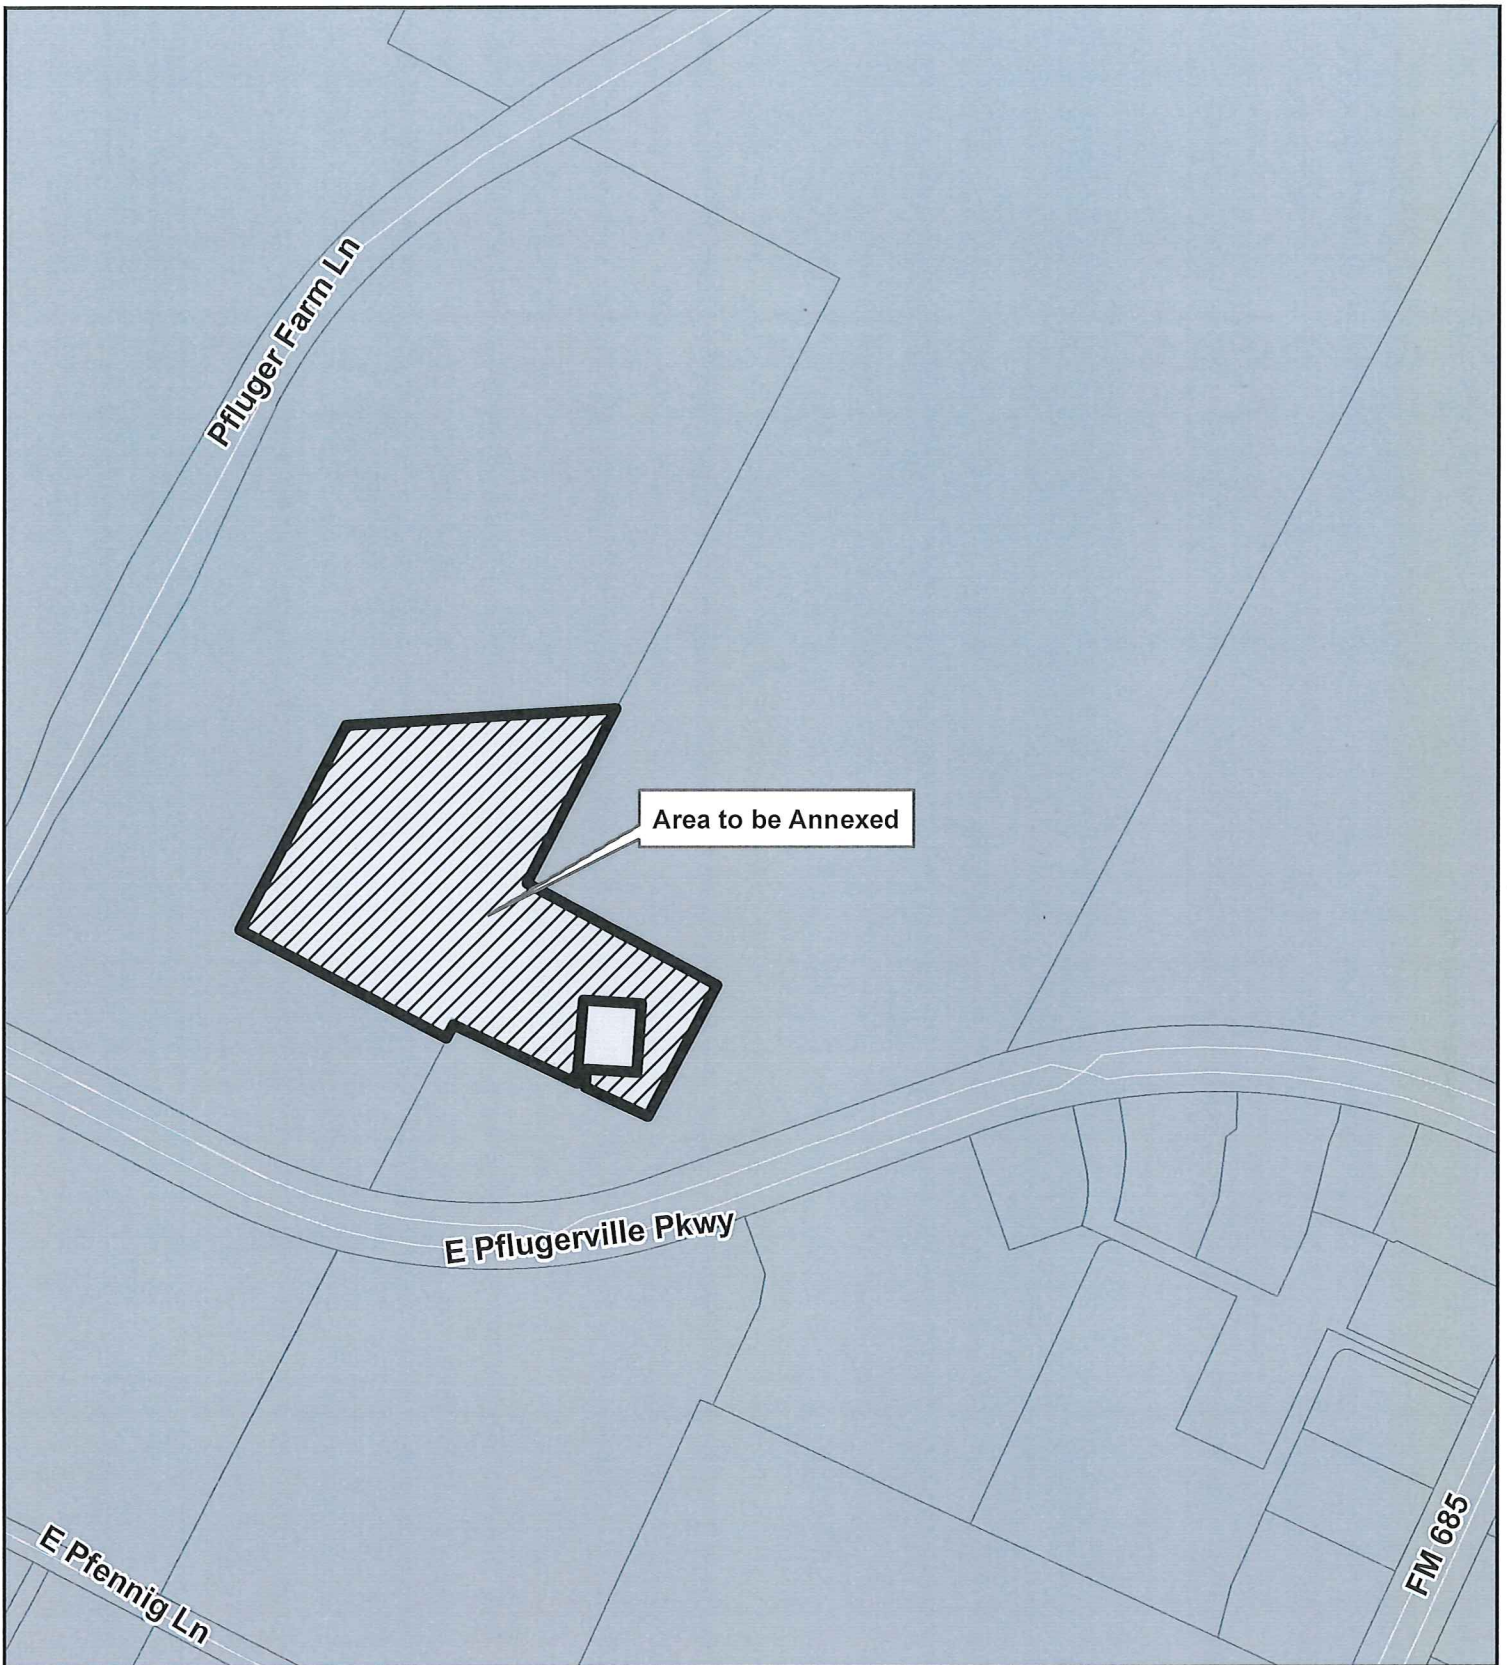 Pfluger Farm Ln
Area to be Annexed
E Pflugerville Pkwy
FM 685
E Pfennig Ln